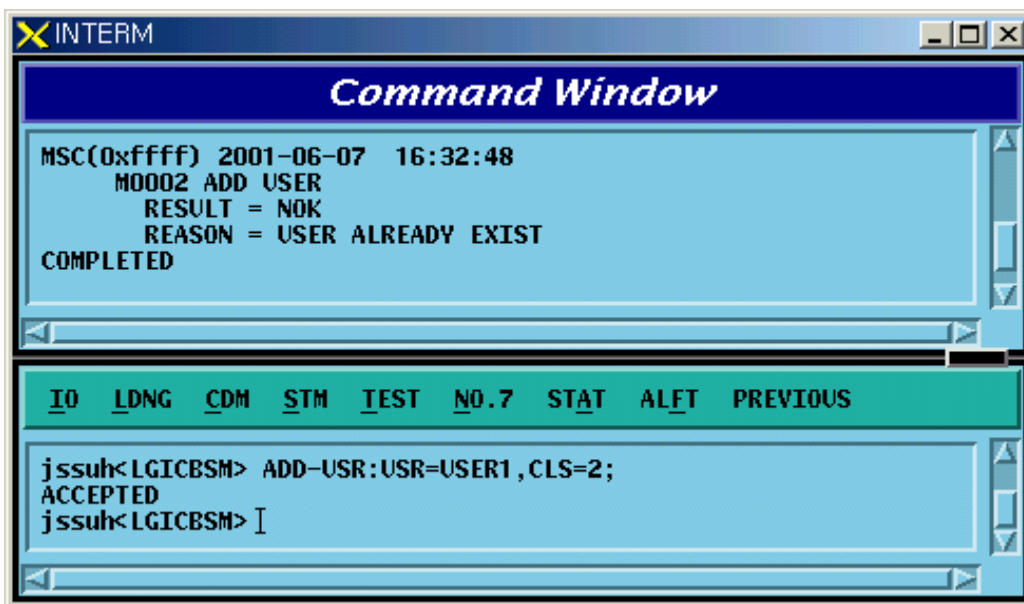 INTERM
Command Window
MSC(0xffff) 2001-06-07 16:32:48
M0002 ADD USER
RESULT = NOK
REASON = USER ALREADY EXIST
COMPLETED
IO LDNG CDM STM TEST NO.7 STAT ALFT PREVIOUS
jssuh<LGICBSM> ADD-USR:USR=USER1,CLS=2;
ACCEPTED
jssuh<LGICBSM>